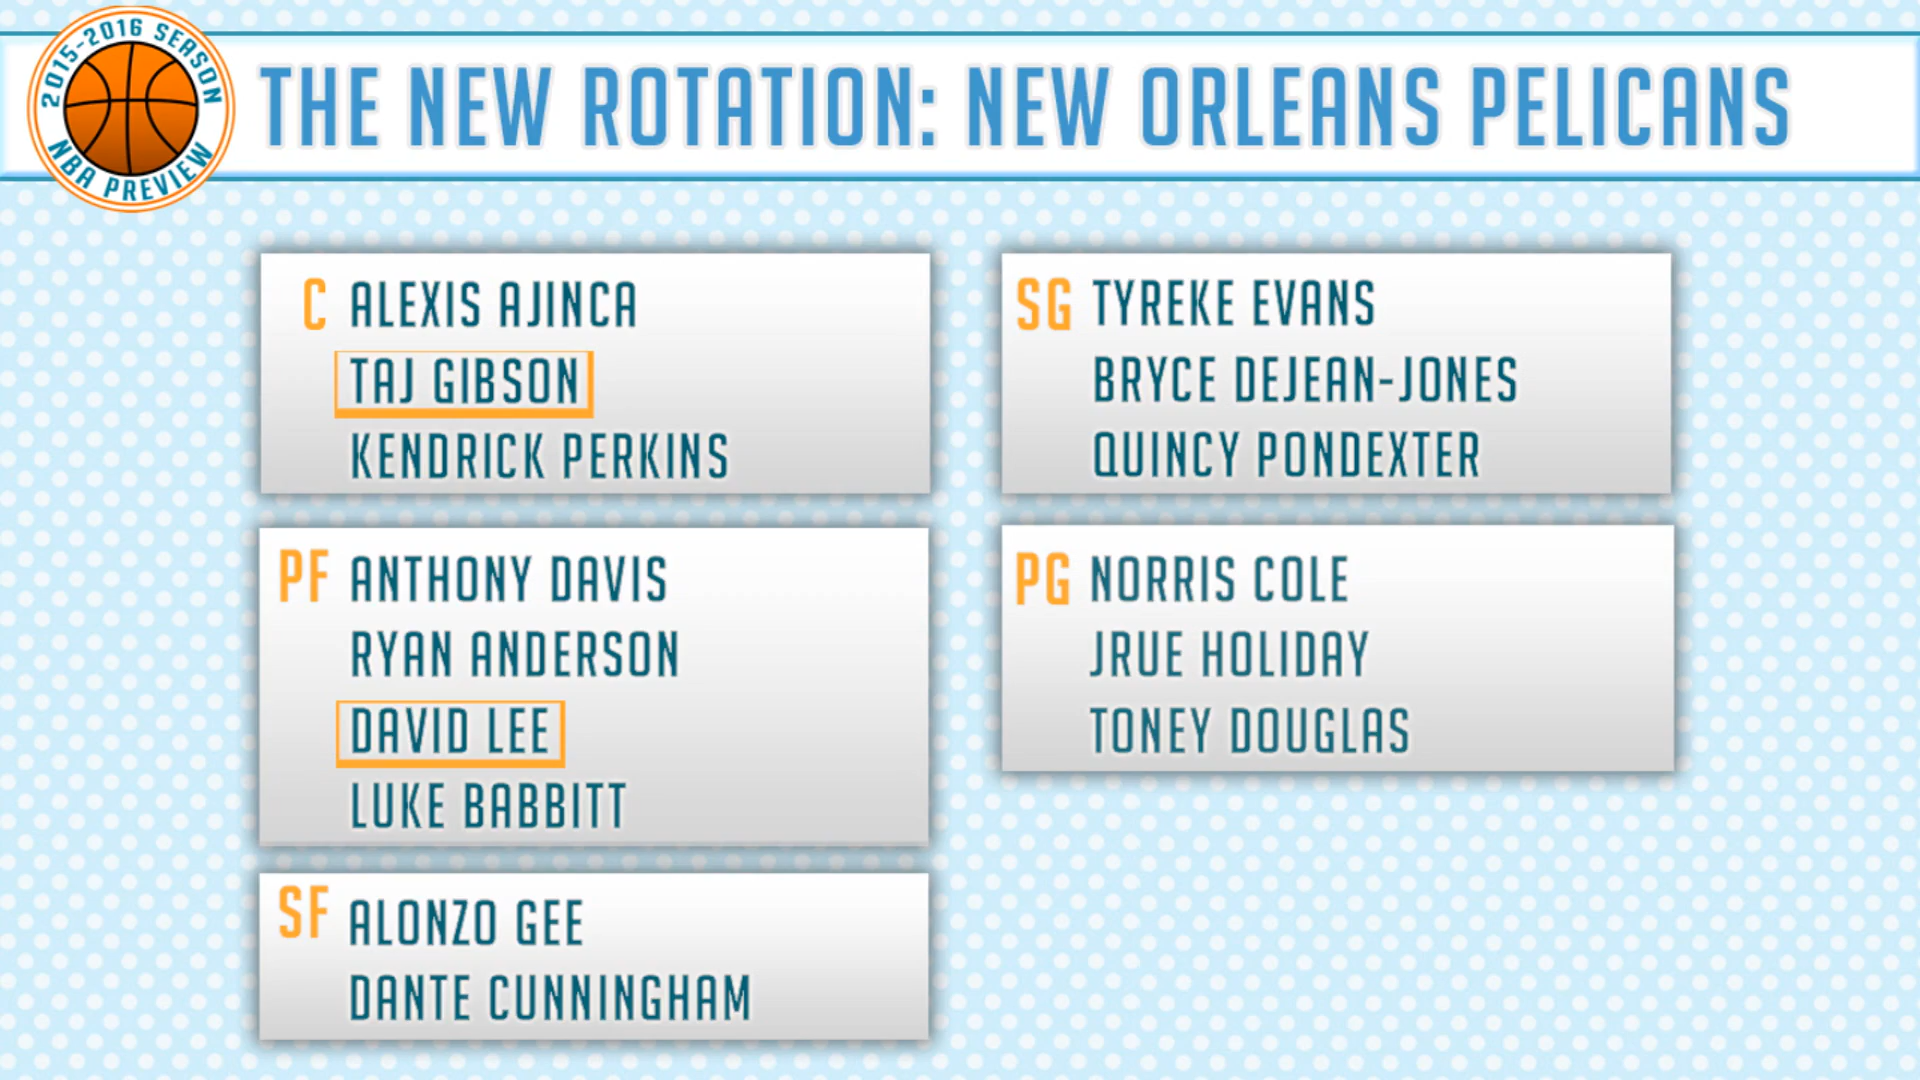 2015-2016 SEASON
NBA PREVIEW
THE NEW ROTATION: NEW ORLEANS PELICANS
C ALEXIS AJINCA
TAJ GIBSON
KENDRICK PERKINS
PF ANTHONY DAVIS
RYAN ANDERSON
DAVID LEE
LUKE BABBITT
SF ALONZO GEE
DANTE CUNNINGHAM
SG TYREKE EVANS
BRYCE DEJEAN-JONES
QUINCY PONDEXTER
PG NORRIS COLE
JRUE HOLIDAY
TONEY DOUGLAS